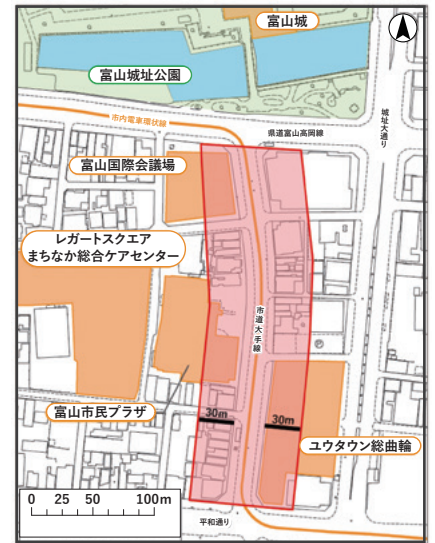 富山城
富山城址公園
市内電車環状線
県道富山高岡線
城址大通り
富山国際会議場
レガートスクエア
まちなか総合ケアセンター
市道大手線
富山市民プラザ
30m
30m
ユウタウン総曲輪
0 25 50 100m
平和通り